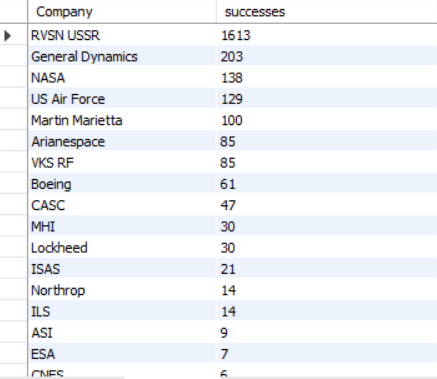 Company successes
RVSN USSR 1613
General Dynamics 203
NASA 138
US Air Force 129
Martin Marietta 100
Arianespace 85
VKS RF 85
Boeing 61
CASC 47
MHI 30
Lockheed 30
ISAS 21
Northrop 14
ILS 14
ASI 9
ESA 7
CNES 6